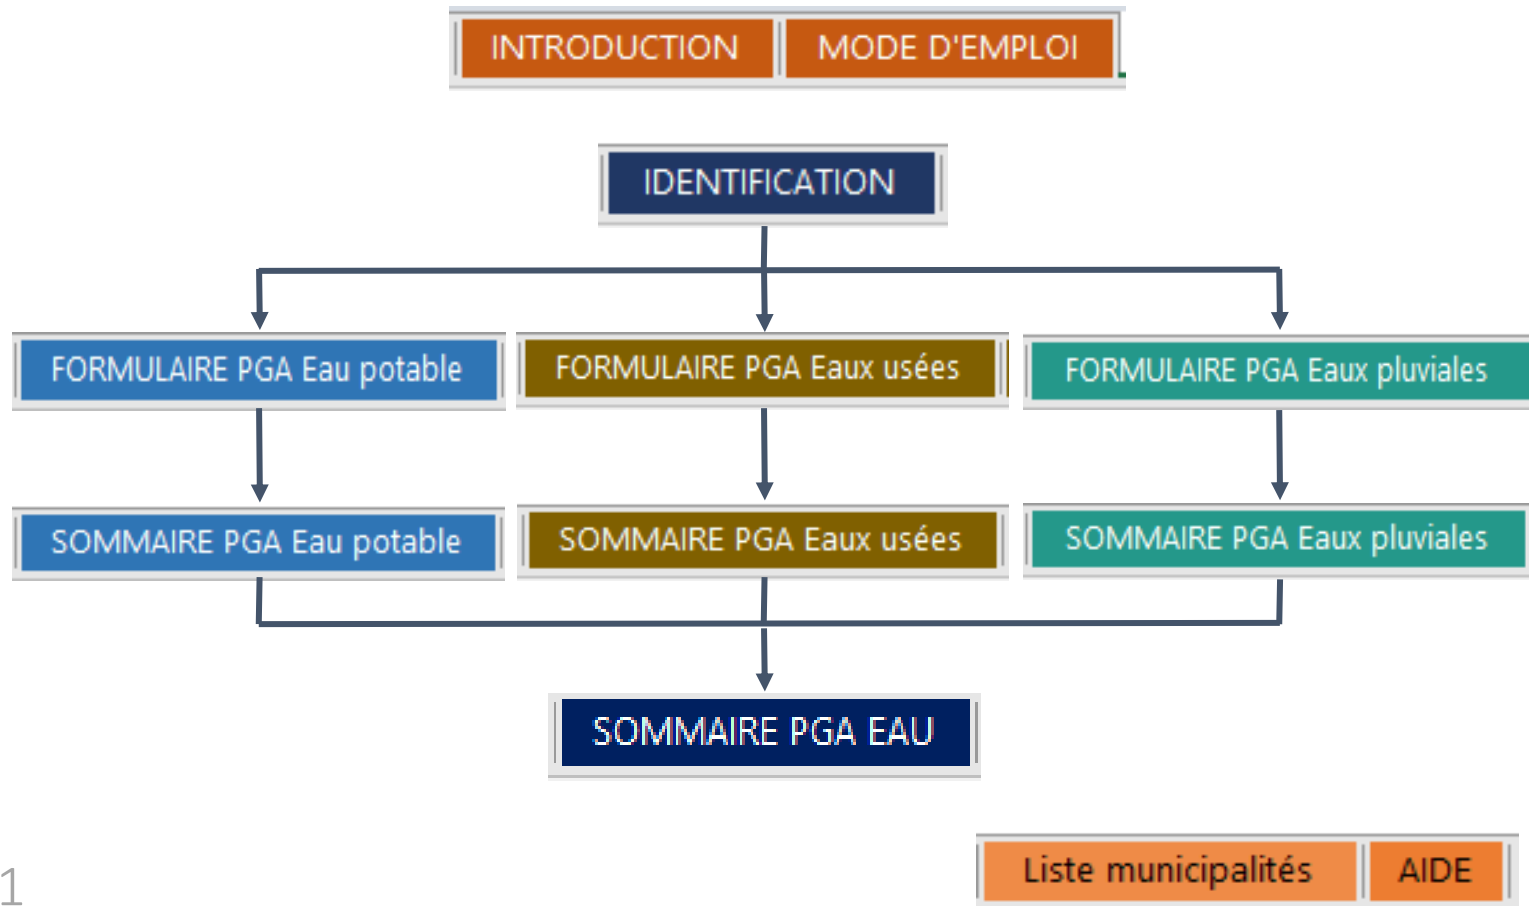 INTRODUCTION MODE D'EMPLOI
IDENTIFICATION
FORMULAIRE PGA Eau potable FORMULAIRE PGA Eaux usées FORMULAIRE PGA Eaux pluviales
SOMMAIRE PGA Eau potable SOMMAIRE PGA Eaux usées SOMMAIRE PGA Eaux pluviales
SOMMAIRE PGA EAU
Liste municipalités AIDE
1